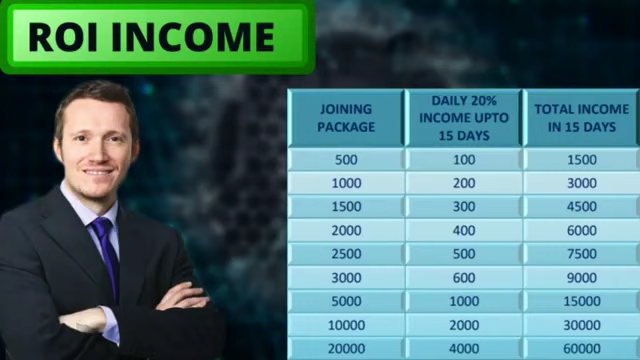 ROI INCOME
JOINING PACKAGE
DAILY 20% INCOME UPTO 15 DAYS
TOTAL INCOME IN 15 DAYS
500 100 1500
1000 200 3000
1500 300 4500
2000 400 6000
2500 500 7500
3000 600 9000
5000 1000 15000
10000 2000 30000
20000 4000 60000